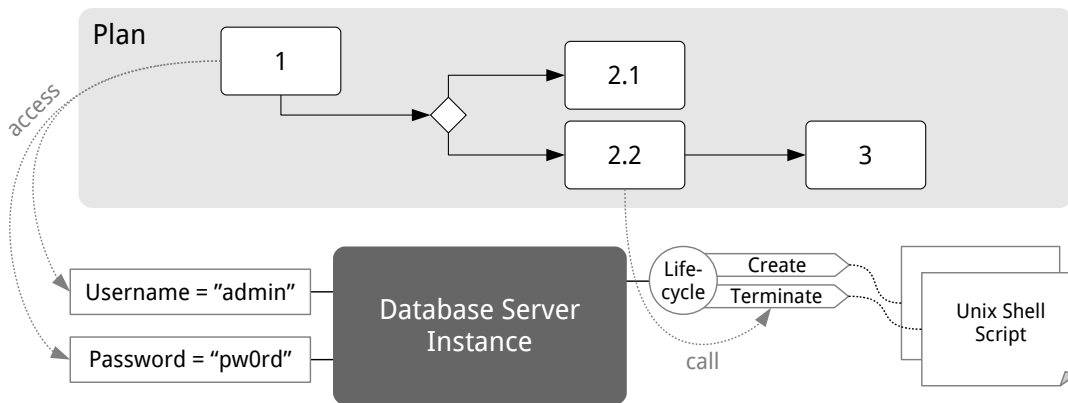 Plan
1
2.1
2.2
3
access
Username = ”admin”
Password = “pw0rd”
Database Server
Instance
Life-
cycle
Create
Terminate
call
Unix Shell
Script